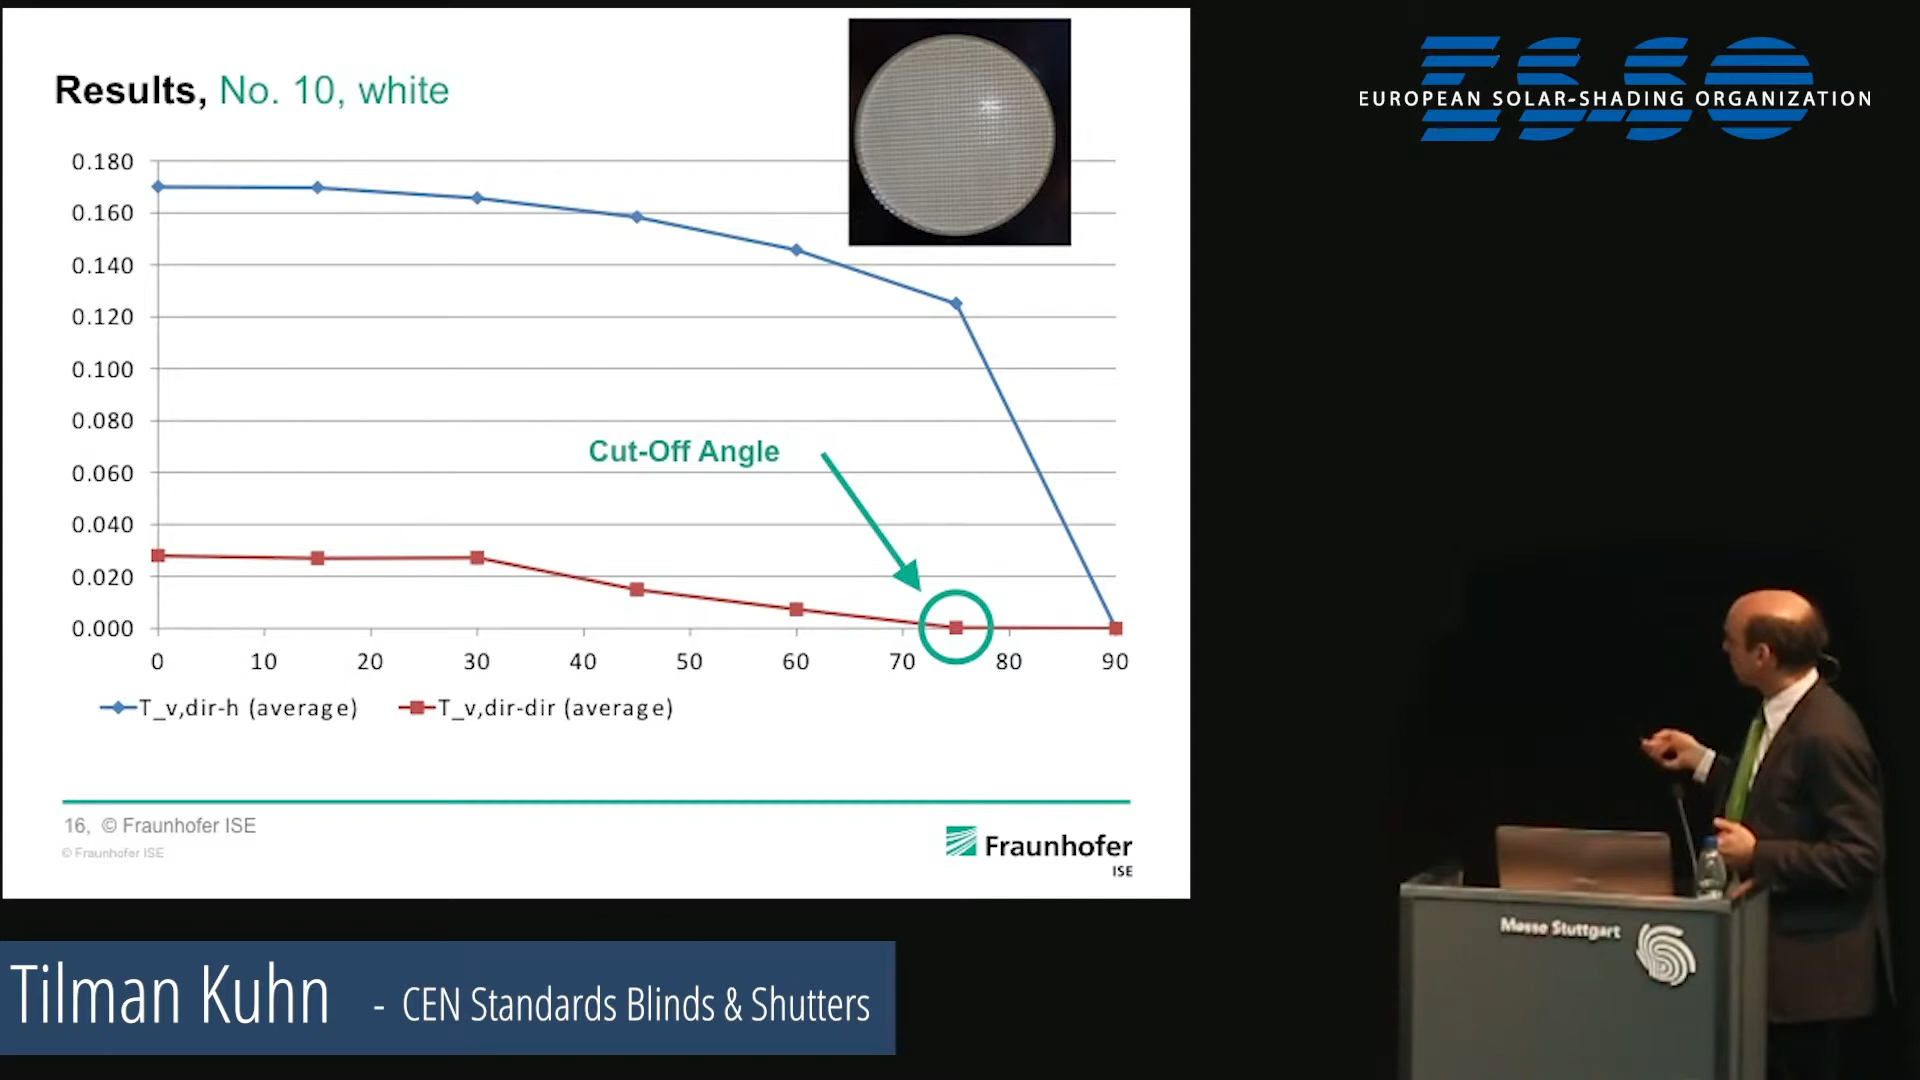 Results, No. 10, white
0.180
0.160
0.140
0.120
0.100
0.080
0.060
0.040
0.020
0.000
0 10 20 30 40 50 60 70 80 90
Cut-Off Angle
T_v,dir-h (average) T_v,dir-dir (average)
16, © Fraunhofer ISE
© Fraunhofer ISE
Fraunhofer
ISE
ESSO
EUROPEAN SOLAR-SHADING ORGANIZATION
Messe Stuttgart
Tilman Kuhn - CEN Standards Blinds & Shutters